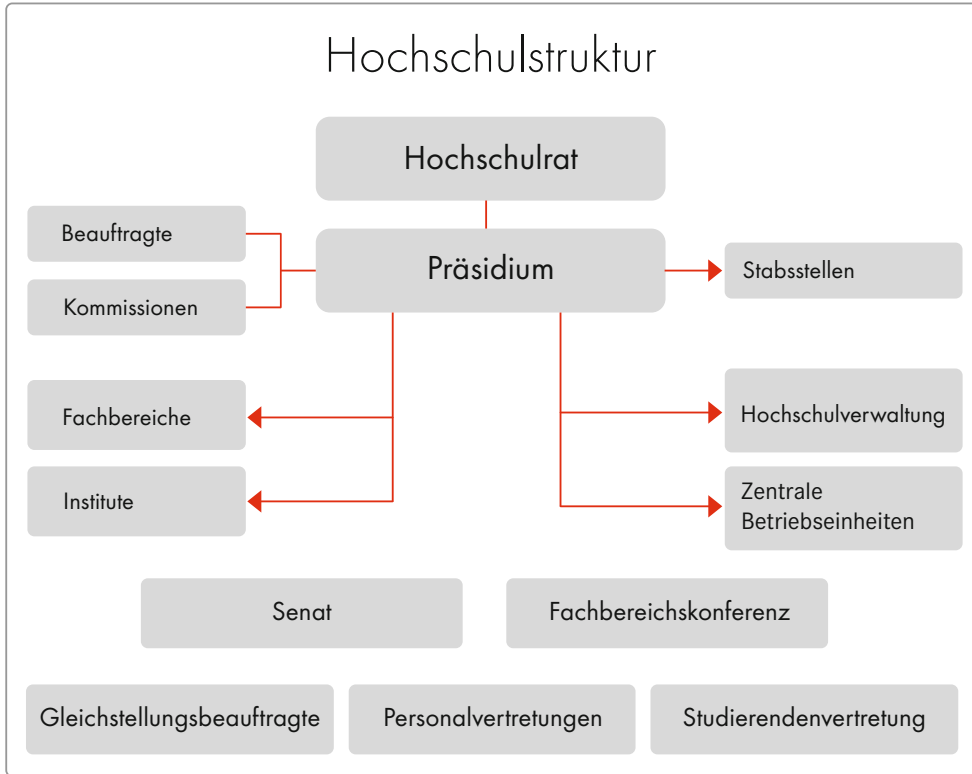 Hochschulstruktur
Hochschulrat
Beauftragte
Präsidium
Stabsstellen
Kommissionen
Fachbereiche
Hochschulverwaltung
Institute
Zentrale
Betriebseinheiten
Senat
Fachbereichskonferenz
Gleichstellungsbeauftragte
Personalvertretungen
Studierendenvertretung